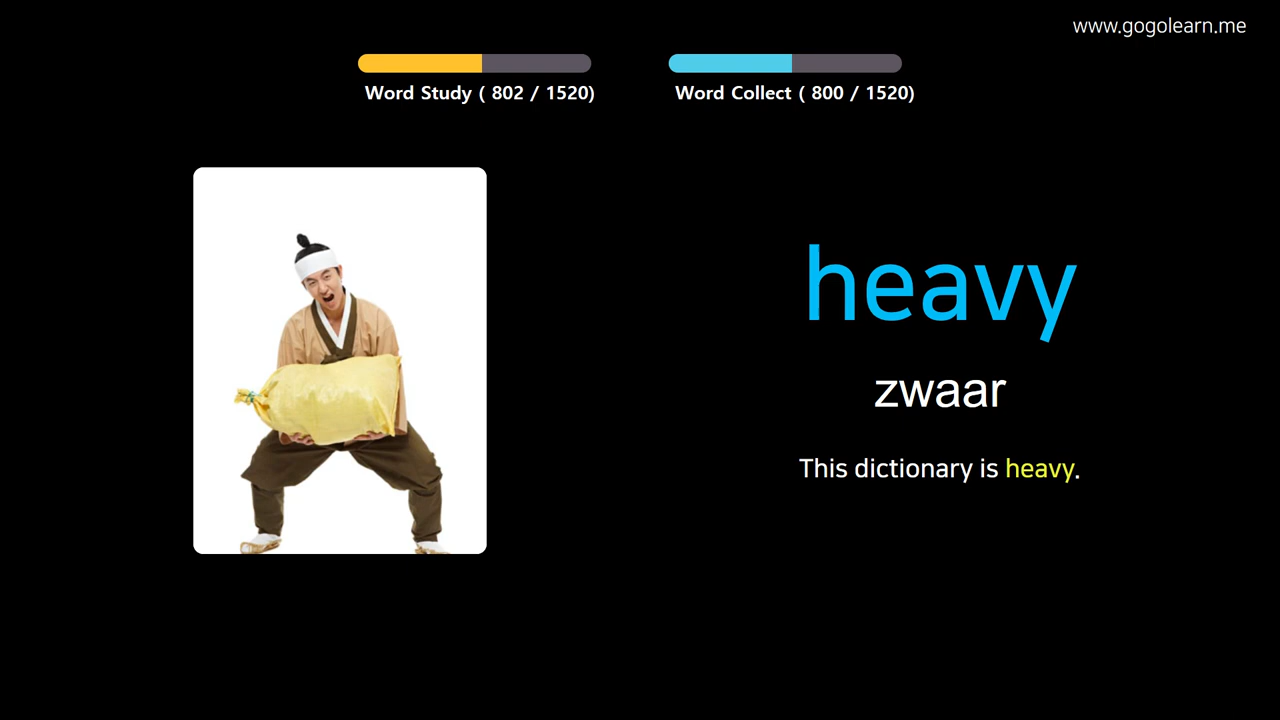 www.gogolearn.me
Word Study ( 802 / 1520)
Word Collect ( 800 / 1520)
heavy
zwaar
This dictionary is heavy.